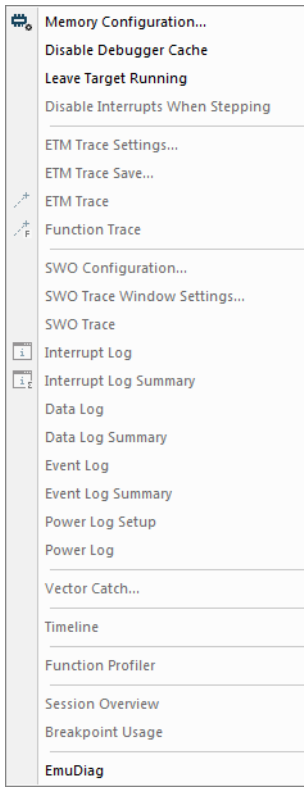 Memory Configuration...
Disable Debugger Cache
Leave Target Running
Disable Interrupts When Stepping
ETM Trace Settings...
ETM Trace Save...
ETM Trace
Function Trace
SWO Configuration...
SWO Trace Window Settings...
SWO Trace
Interrupt Log
Interrupt Log Summary
Data Log
Data Log Summary
Event Log
Event Log Summary
Power Log Setup
Power Log
Vector Catch...
Timeline
Function Profiler
Session Overview
Breakpoint Usage
EmuDiag